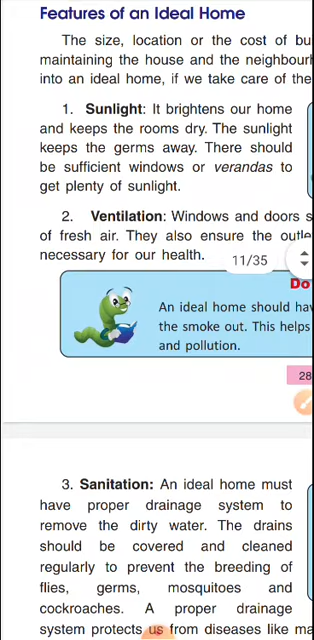 Features of an Ideal Home
The size, location or the cost of bu
maintaining the house and the neighbour
into an ideal home, if we take care of the
1. Sunlight: It brightens our home
and keeps the rooms dry. The sunlight
keeps the germs away. There should
be sufficient windows or verandas to
get plenty of sunlight.
2. Ventilation: Windows and doors s
of fresh air. They also ensure the outle
necessary for our health.
11/35
Do
An ideal home should hav
the smoke out. This helps
and pollution.
28
3. Sanitation: An ideal home must
have proper drainage system to
remove the dirty water. The drains
should be covered and cleaned
regularly to prevent the breeding of
flies, germs, mosquitoes and
cockroaches. A proper drainage
system protects us from diseases like ma